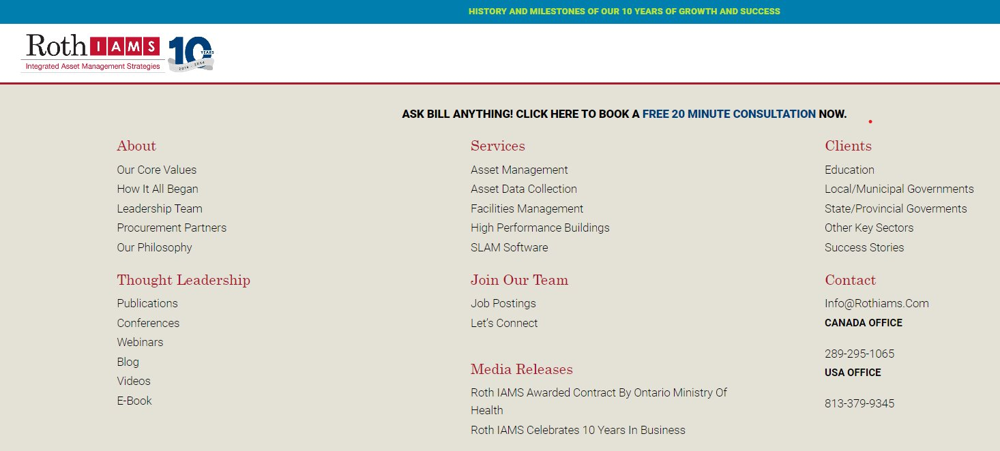 HISTORY AND MILESTONES OF OUR 10 YEARS OF GROWTH AND SUCCESS
Roth IAMS 10 YEARS
Integrated Asset Management Strategies
2014 - 2024
ASK BILL ANYTHING! CLICK HERE TO BOOK A FREE 20 MINUTE CONSULTATION NOW.
About
Our Core Values
How It All Began
Leadership Team
Procurement Partners
Our Philosophy
Services
Asset Management
Asset Data Collection
Facilities Management
High Performance Buildings
SLAM Software
Clients
Education
Local/Municipal Governments
State/Provincial Goverments
Other Key Sectors
Success Stories
Thought Leadership
Publications
Conferences
Webinars
Blog
Videos
E-Book
Join Our Team
Job Postings
Let's Connect
Media Releases
Roth IAMS Awarded Contract By Ontario Ministry Of
Health
Roth IAMS Celebrates 10 Years In Business
Contact
Info@Rothiams.Com
CANADA OFFICE
289-295-1065
USA OFFICE
813-379-9345